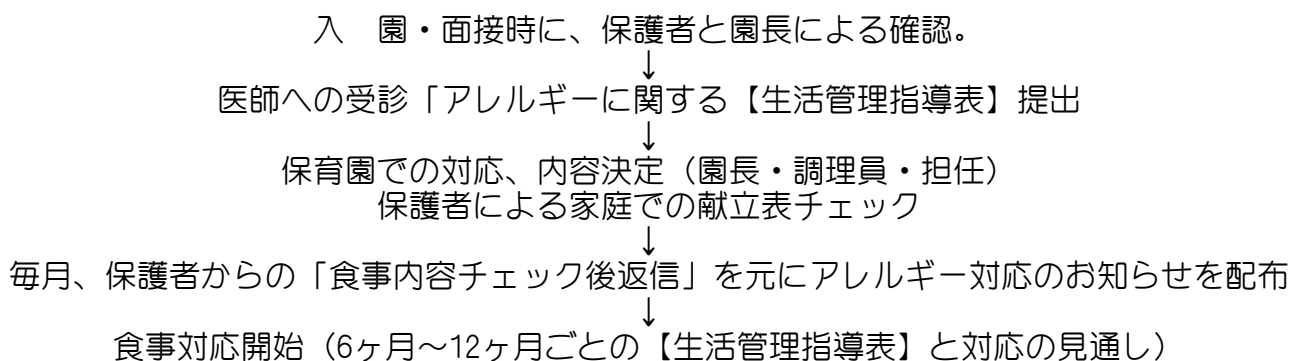 入　園・面接時に、保護者と園長による確認。
↓
医師への受診「アレルギーに関する【生活管理指導表】提出
↓
保育園での対応、内容決定（園長・調理員・担任）
保護者による家庭での献立表チェック
↓
毎月、保護者からの「食事内容チェック後返信」を元にアレルギー対応のお知らせを配布
↓
食事対応開始（6ヶ月～12ヶ月ごとの【生活管理指導表】と対応の見通し）